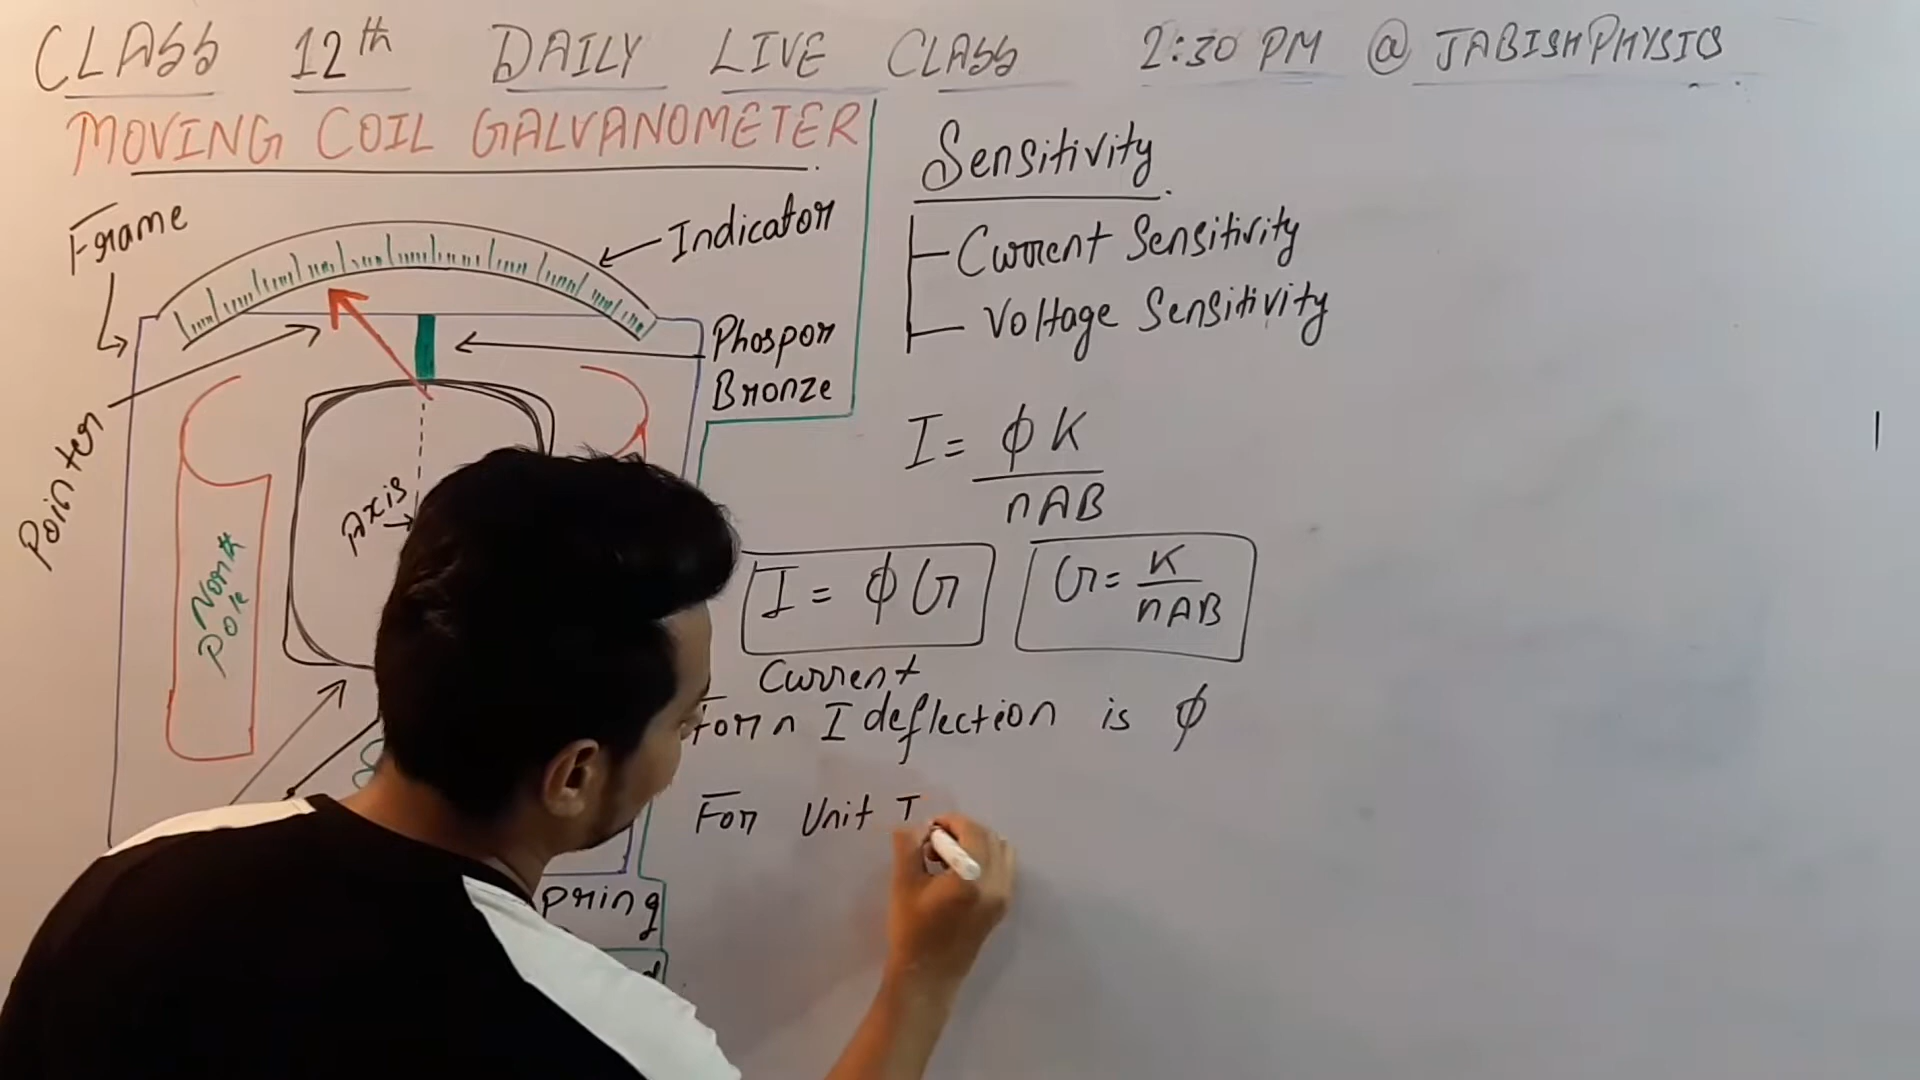 CLASS 12th DAILY LIVE CLASS 2:30 PM @ JABISHPHYSICS
MOVING COIL GALVANOMETER
Frame
Indicator
Phospor
Bronze
Pointer
Axis
North
Pole
pring
Sensitivity
Current Sensitivity
Voltage Sensitivity
I = φK
nAB
I = φG
G = K
nAB
Current
For n I deflection is φ
For Unit I